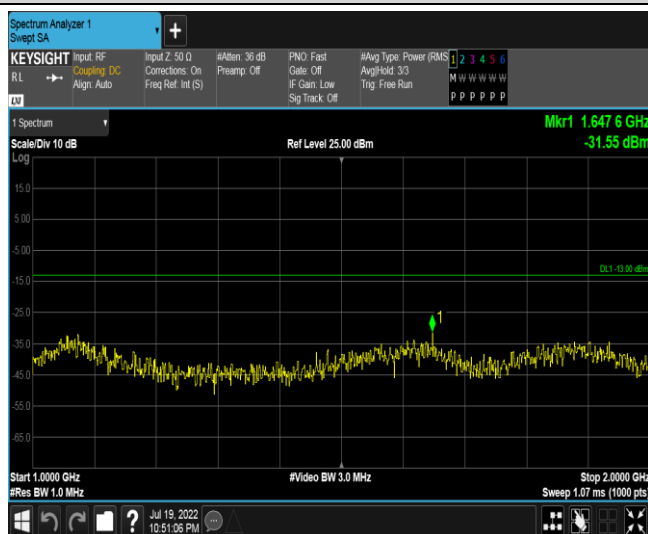 Spectrum Analyzer 1
Swept SA
+
KEYSIGHT Input: RF Input Z: 50 Ω #Atten: 36 dB PNO: Fast #Avg Type: Power (RMS 1 2 3 4 5 6
RL Coupling: DC Corrections: On Preamp: Off Gate: Off Avg|Hold: 3/3 M W W W W W
Align: Auto Freq Ref: Int (S) IF Gain: Low Trig: Free Run
Sig Track: Off P P P P P P
LXI
1 Spectrum Mkr1 1.647 6 GHz
Scale/Div 10 dB Ref Level 25.00 dBm -31.55 dBm
Log
15.0
5.00
-5.00
DL1 -13.00 dBm
-15.0
-25.0
1
-35.0
-45.0
-55.0
-65.0
Start 1.0000 GHz #Video BW 3.0 MHz Stop 2.0000 GHz
#Res BW 1.0 MHz Sweep 1.07 ms (1000 pts)
? Jul 19, 2022
10:51:06 PM